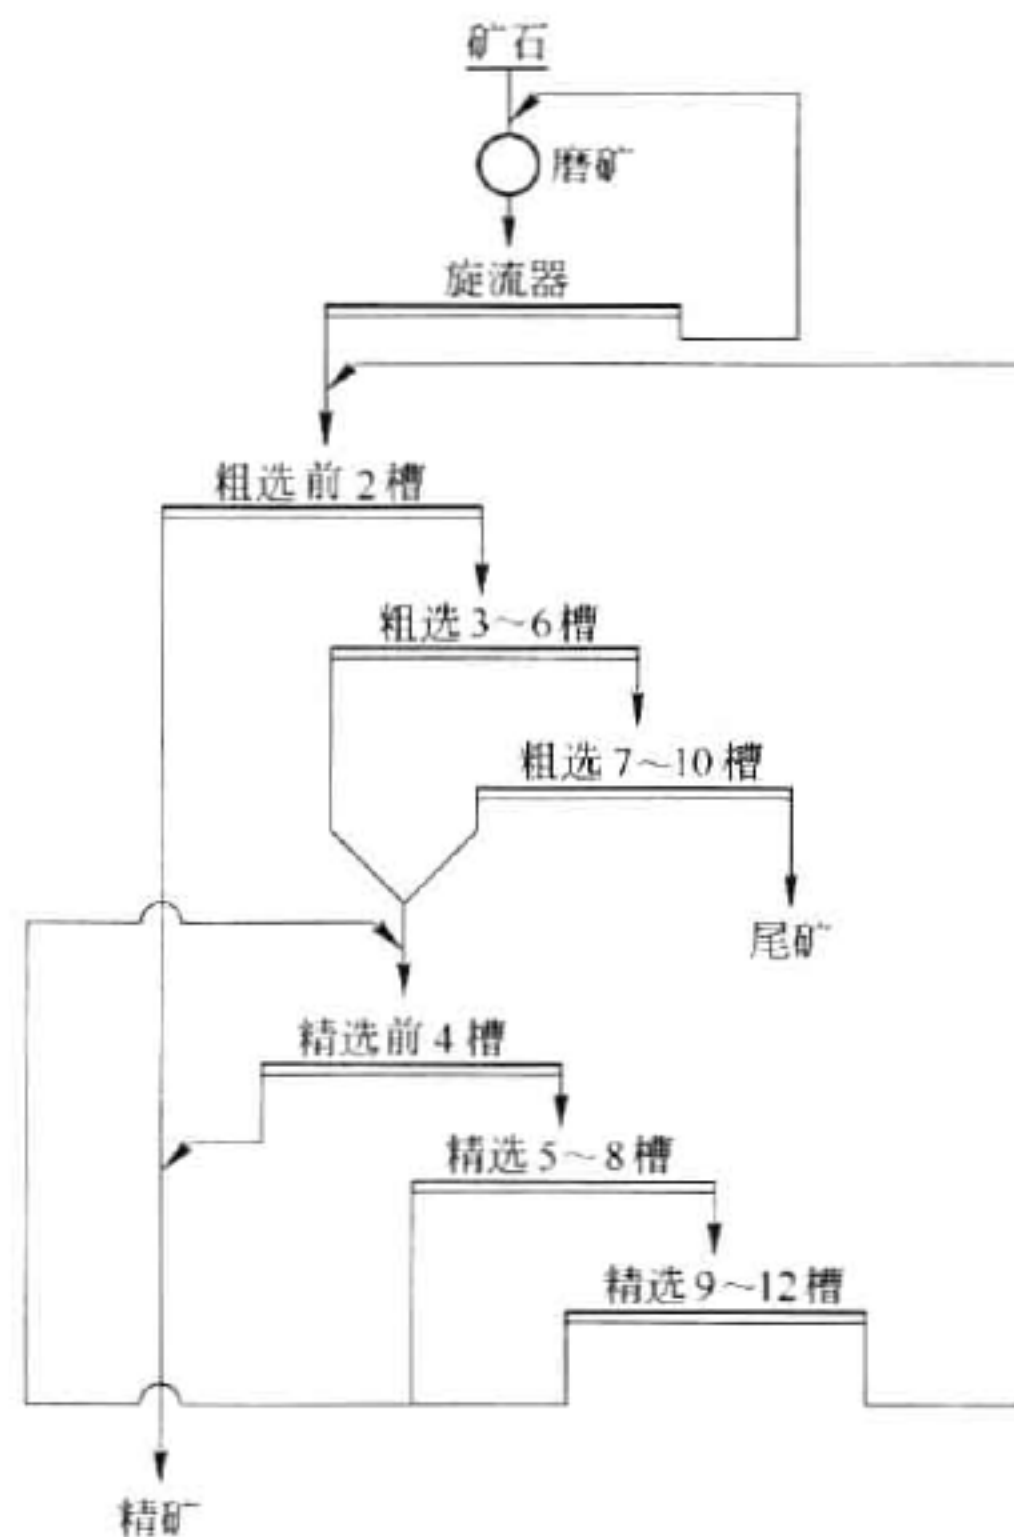 矿石
磨矿
旋流器
粗选前2槽
粗选3～6槽
粗选7～10槽
尾矿
精选前4槽
精选5～8槽
精选9～12槽
精矿